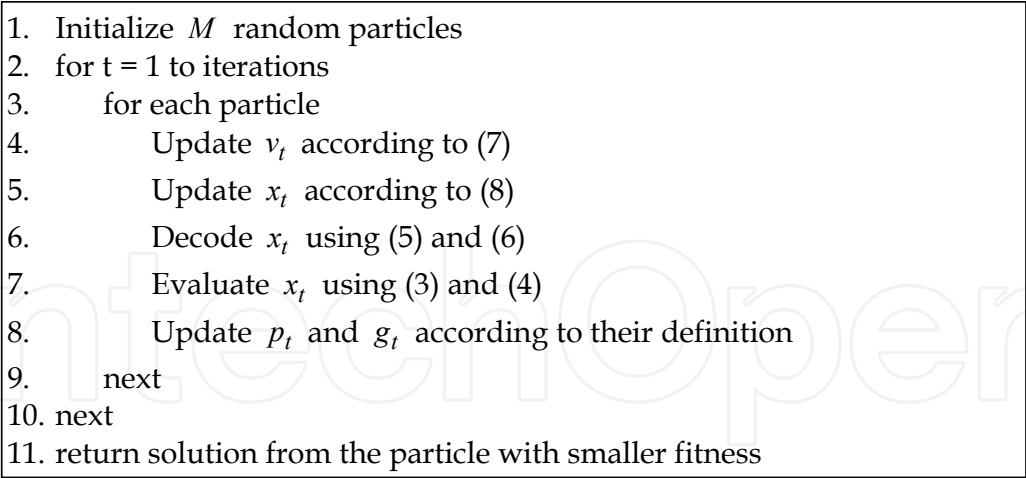 1. Initialize M random particles
2. for t = 1 to iterations
3. for each particle
4. Update v_t according to (7)
5. Update x_t according to (8)
6. Decode x_t using (5) and (6)
7. Evaluate x_t using (3) and (4)
8. Update p_t and g_t according to their definition
9. next
10. next
11. return solution from the particle with smaller fitness